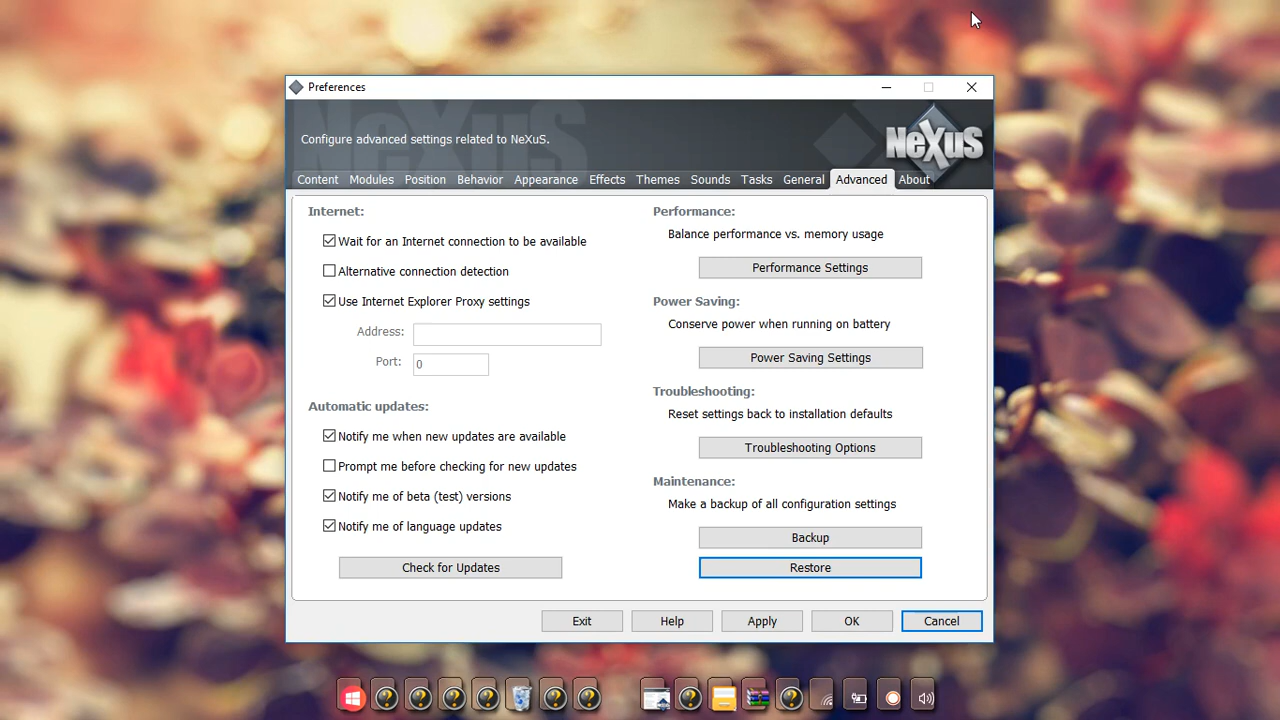 Preferences
Configure advanced settings related to NeXuS.
NeXuS
Content Modules Position Behavior Appearance Effects Themes Sounds Tasks General Advanced About
Internet:
Wait for an Internet connection to be available
Alternative connection detection
Use Internet Explorer Proxy settings
Address:
Port: 0
Automatic updates:
Notify me when new updates are available
Prompt me before checking for new updates
Notify me of beta (test) versions
Notify me of language updates
Check for Updates
Performance:
Balance performance vs. memory usage
Performance Settings
Power Saving:
Conserve power when running on battery
Power Saving Settings
Troubleshooting:
Reset settings back to installation defaults
Troubleshooting Options
Maintenance:
Make a backup of all configuration settings
Backup
Restore
Exit Help Apply OK Cancel